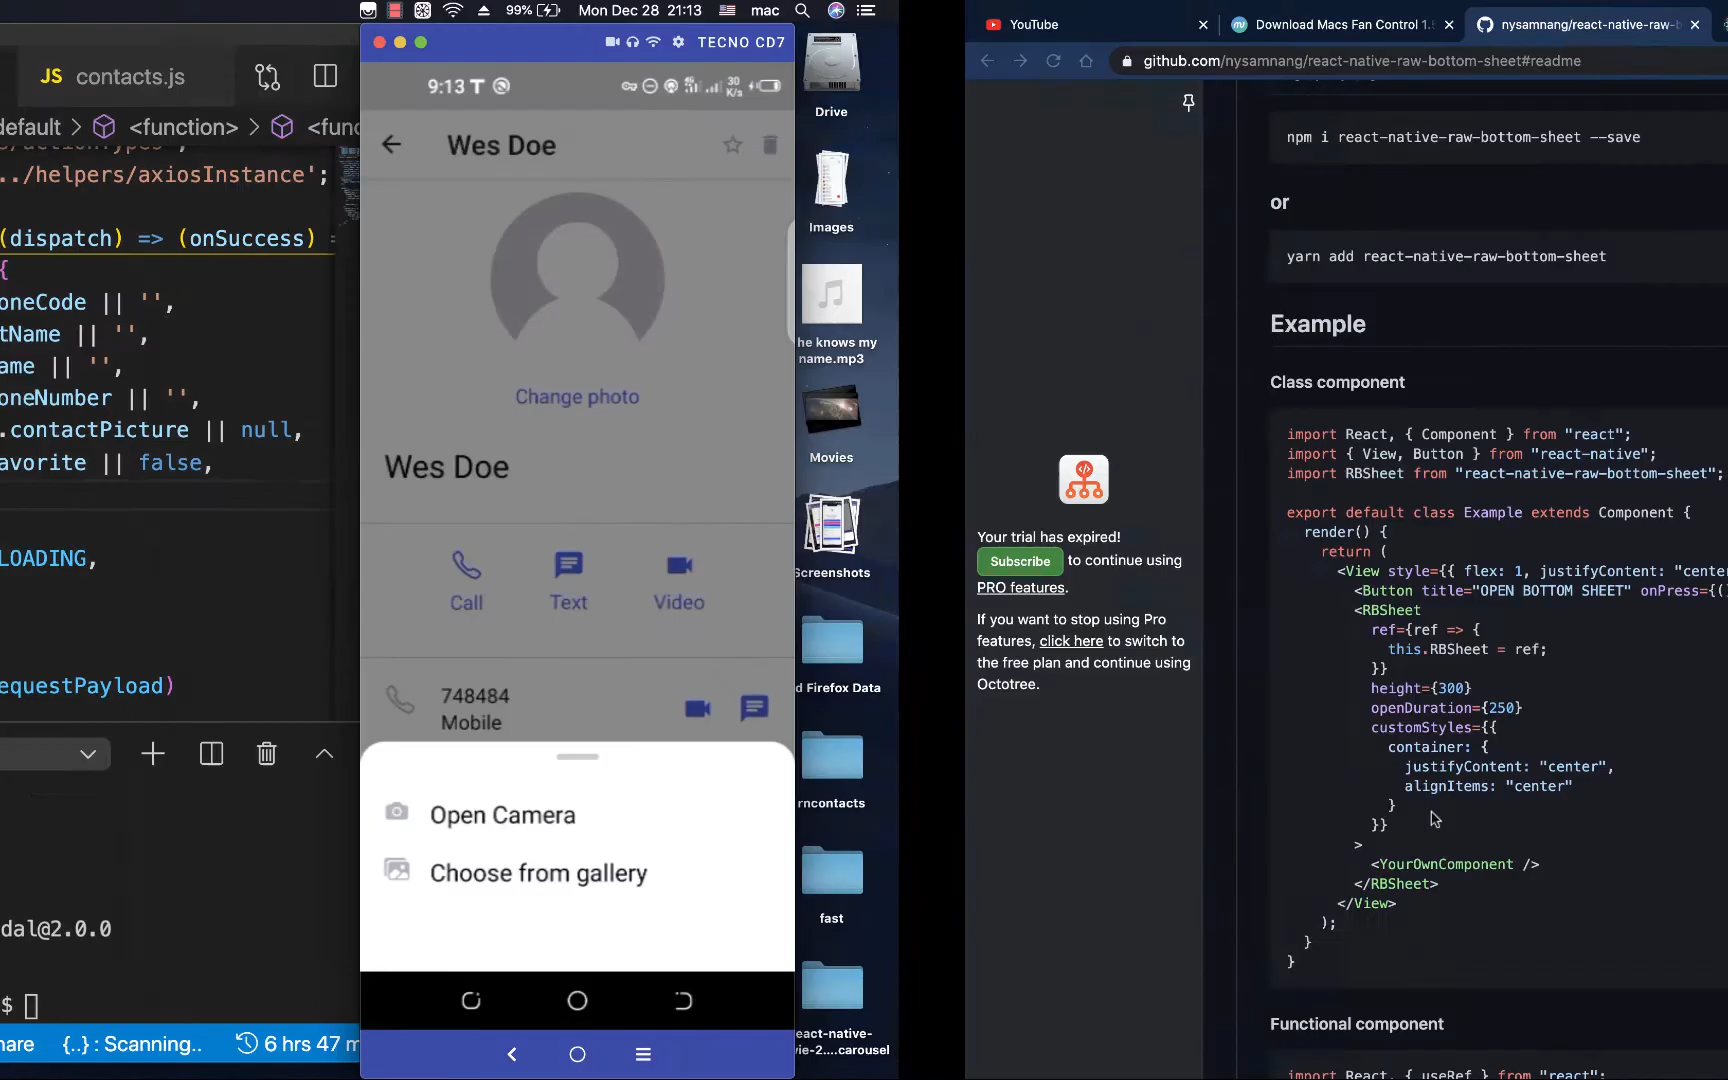 99% Mon Dec 28 21:13 mac
JS contacts.js
default > <function> > <func
../helpers/axiosInstance';
(dispatch) => (onSuccess) =
{
oneCode || '',
tName || '',
ame || '',
oneNumber || '',
.contactPicture || null,
avorite || false,
LOADING,
equestPayload)
dal@2.0.0
$
hare {..} : Scanning.. 6 hrs 47 m
TECNO CD7
9:13 T
30
K/s
Wes Doe
Change photo
Wes Doe
Call Text Video
748484
Mobile
Open Camera
Choose from gallery
Drive
Images
he knows my
name.mp3
Movies
Screenshots
d Firefox Data
rncontacts
fast
eact-native-
vie-2....carousel
YouTube
Download Macs Fan Control 1.5
nysamnang/react-native-raw-b
github.com/nysamnang/react-native-raw-bottom-sheet#readme
Your trial has expired!
Subscribe to continue using
PRO features.
If you want to stop using Pro
features, click here to switch to
the free plan and continue using
Octotree.
npm i react-native-raw-bottom-sheet --save
or
yarn add react-native-raw-bottom-sheet
Example
Class component
import React, { Component } from "react";
import { View, Button } from "react-native";
import RBSheet from "react-native-raw-bottom-sheet";
export default class Example extends Component {
render() {
return (
<View style={{ flex: 1, justifyContent: "center
<Button title="OPEN BOTTOM SHEET" onPress={()
<RBSheet
ref={ref => {
this.RBSheet = ref;
}}
height={300}
openDuration={250}
customStyles={{
container: {
justifyContent: "center",
alignItems: "center"
}
}}
>
<YourOwnComponent />
</RBSheet>
</View>
);
}
}
Functional component
import React, { useRef } from "react";